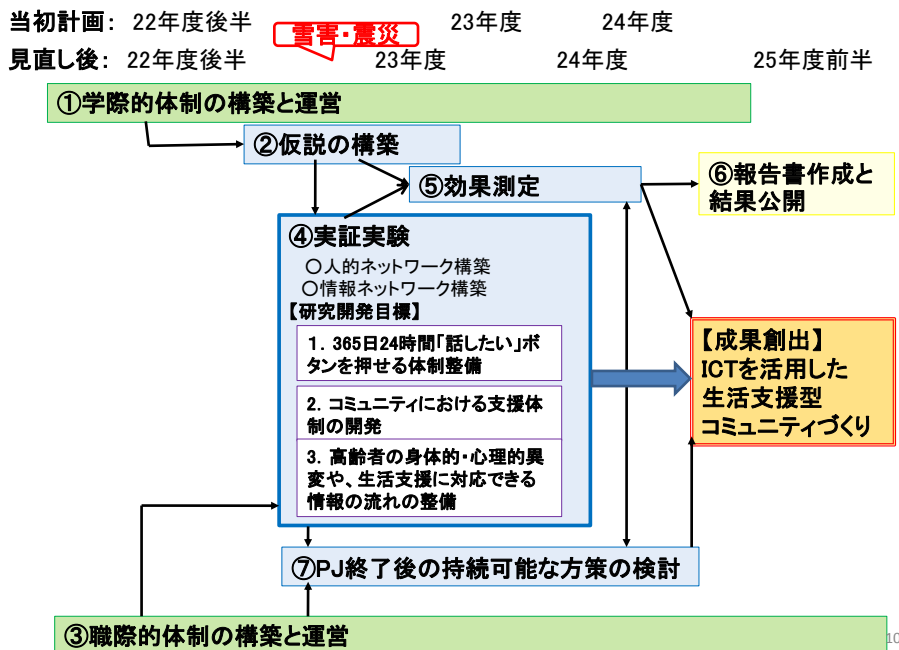 当初計画： 22年度後半 23年度 24年度
雪害・震災
見直し後： 22年度後半 23年度 24年度 25年度前半
①学際的体制の構築と運営
②仮説の構築
⑤効果測定
⑥報告書作成と
結果公開
④実証実験
○人的ネットワーク構築
○情報ネットワーク構築
【研究開発目標】
１．365日24時間「話したい」ボ
タンを押せる体制整備
２．コミュニティにおける支援体
制の開発
３．高齢者の身体的・心理的異
変や、生活支援に対応できる
情報の流れの整備
【成果創出】
ICTを活用した
生活支援型
コミュニティづくり
⑦PJ終了後の持続可能な方策の検討
③職際的体制の構築と運営
10